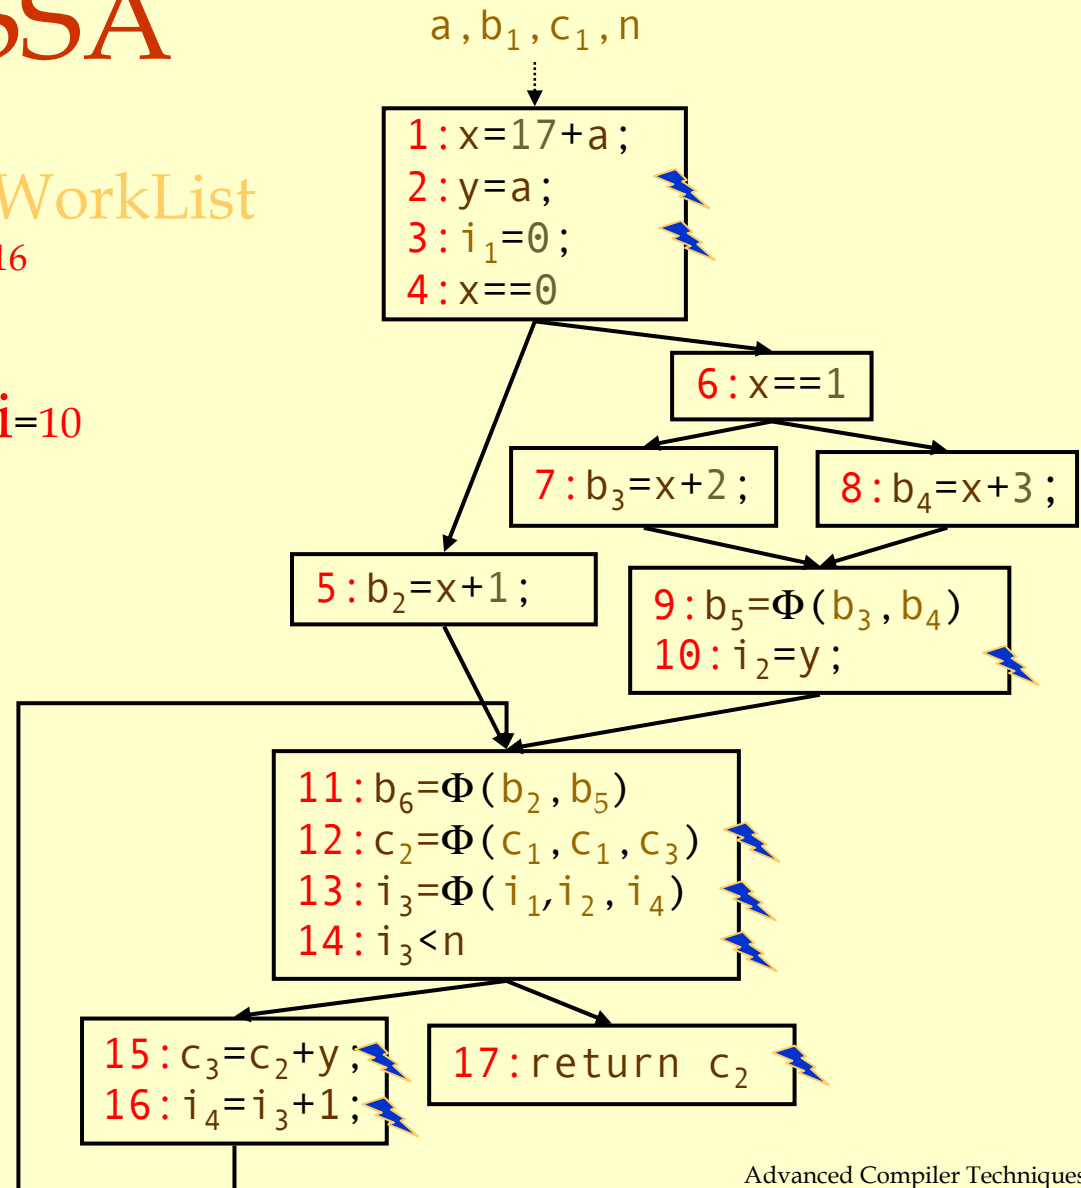 SSA
a,b₁,c₁,n
WorkList
16
i=10
1:x=17+a;
2:y=a;
3:i₁=0;
4:x==0
6:x==1
7:b₃=x+2;
8:b₄=x+3;
5:b₂=x+1;
9:b₅=Φ(b₃,b₄)
10:i₂=y;
11:b₆=Φ(b₂,b₅)
12:c₂=Φ(c₁,c₁,c₃)
13:i₃=Φ(i₁,i₂,i₄)
14:i₃<n
15:c₃=c₂+y;
16:i₄=i₃+1;
17:return c₂
Advanced Compiler Techniques